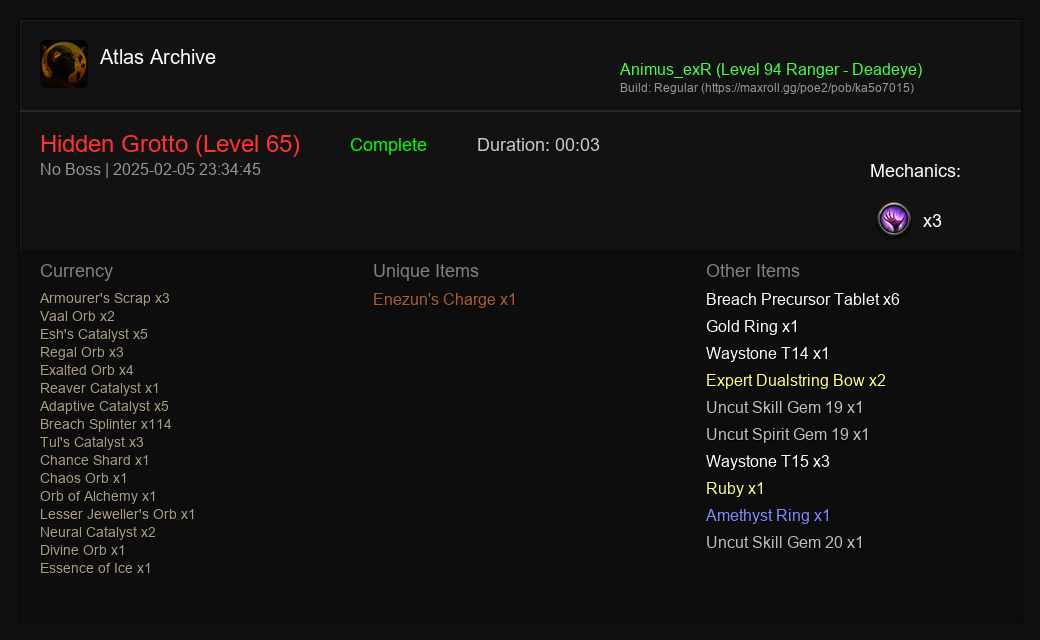 Atlas Archive
Animus_exR (Level 94 Ranger - Deadeye)
Build: Regular (https://maxroll.gg/poe2/pob/ka5o7015)
Hidden Grotto (Level 65)
Complete
Duration: 00:03
No Boss | 2025-02-05 23:34:45
Mechanics:
x3
Currency
Armourer's Scrap x3
Vaal Orb x2
Esh's Catalyst x5
Regal Orb x3
Exalted Orb x4
Reaver Catalyst x1
Adaptive Catalyst x5
Breach Splinter x114
Tul's Catalyst x3
Chance Shard x1
Chaos Orb x1
Orb of Alchemy x1
Lesser Jeweller's Orb x1
Neural Catalyst x2
Divine Orb x1
Essence of Ice x1
Unique Items
Enezun's Charge x1
Other Items
Breach Precursor Tablet x6
Gold Ring x1
Waystone T14 x1
Expert Dualstring Bow x2
Uncut Skill Gem 19 x1
Uncut Spirit Gem 19 x1
Waystone T15 x3
Ruby x1
Amethyst Ring x1
Uncut Skill Gem 20 x1